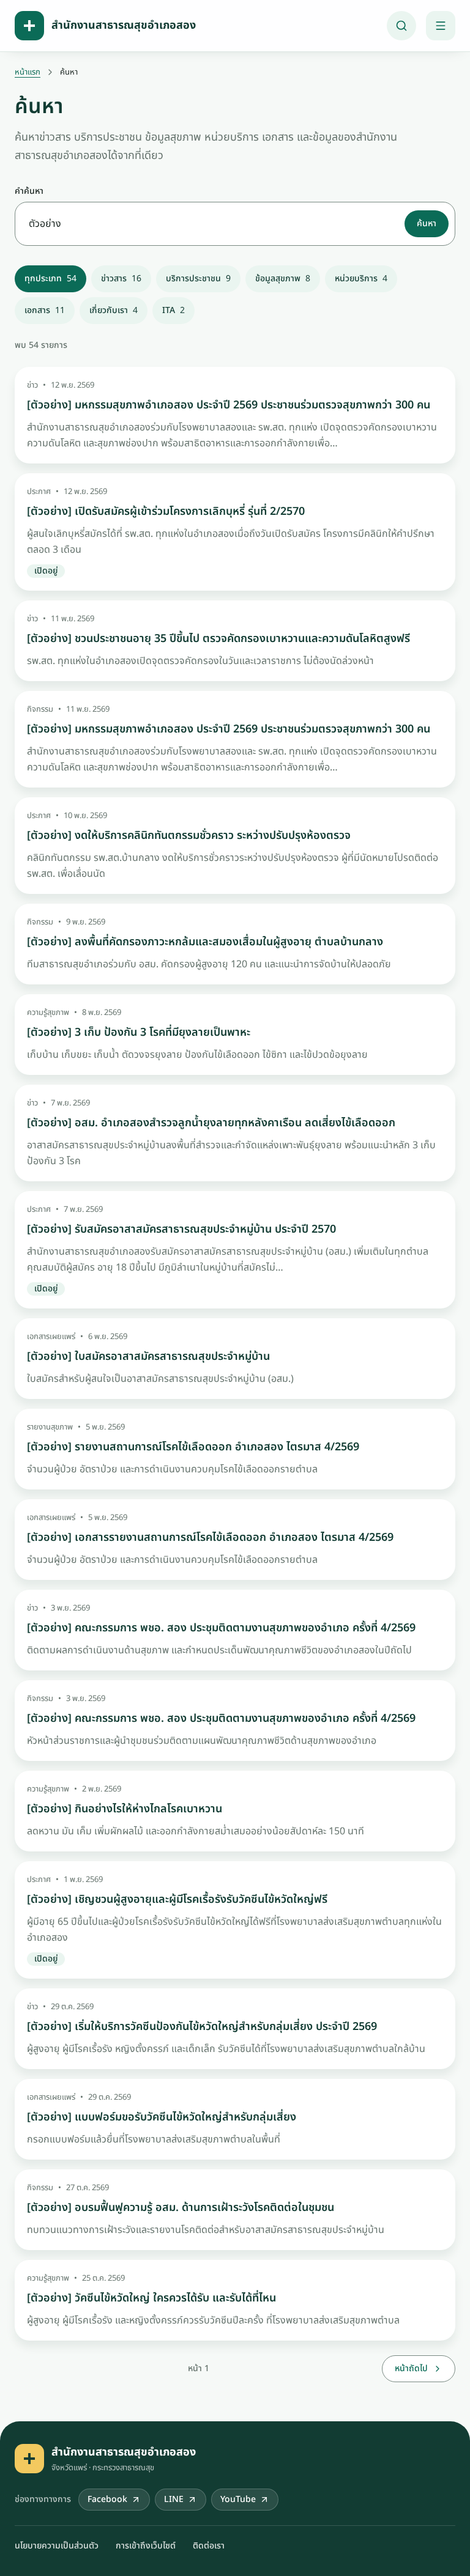 สำนักงานสาธารณสุขอำเภอสอง
หน้าแรก > ค้นหา
ค้นหา
ค้นหาข่าวสาร บริการประชาชน ข้อมูลสุขภาพ หน่วยบริการ เอกสาร และข้อมูลของสำนักงาน
สาธารณสุขอำเภอสองได้จากที่เดียว
คำค้นหา
ตัวอย่าง
ค้นหา
ทุกประเภท 54
ข่าวสาร 16
บริการประชาชน 9
ข้อมูลสุขภาพ 8
หน่วยบริการ 4
เอกสาร 11
เกี่ยวกับเรา 4
ITA 2
พบ 54 รายการ
ข่าว • 12 พ.ย. 2569
[ตัวอย่าง] มหกรรมสุขภาพอำเภอสอง ประจำปี 2569 ประชาชนร่วมตรวจสุขภาพกว่า 300 คน
สำนักงานสาธารณสุขอำเภอสองร่วมกับโรงพยาบาลสองและ รพ.สต. ทุกแห่ง เปิดจุดตรวจคัดกรองเบาหวาน
ความดันโลหิต และสุขภาพช่องปาก พร้อมสาธิตอาหารและการออกกำลังกายเพื่อ...
ประกาศ • 12 พ.ย. 2569
[ตัวอย่าง] เปิดรับสมัครผู้เข้าร่วมโครงการเลิกบุหรี่ รุ่นที่ 2/2570
ผู้สนใจเลิกบุหรี่สมัครได้ที่ รพ.สต. ทุกแห่งในอำเภอสองเมื่อถึงวันเปิดรับสมัคร โครงการมีคลินิกให้คำปรึกษา
ตลอด 3 เดือน
เปิดอยู่
ข่าว • 11 พ.ย. 2569
[ตัวอย่าง] ชวนประชาชนอายุ 35 ปีขึ้นไป ตรวจคัดกรองเบาหวานและความดันโลหิตสูงฟรี
รพ.สต. ทุกแห่งในอำเภอสองเปิดจุดตรวจคัดกรองในวันและเวลาราชการ ไม่ต้องนัดล่วงหน้า
กิจกรรม • 11 พ.ย. 2569
[ตัวอย่าง] มหกรรมสุขภาพอำเภอสอง ประจำปี 2569 ประชาชนร่วมตรวจสุขภาพกว่า 300 คน
สำนักงานสาธารณสุขอำเภอสองร่วมกับโรงพยาบาลสองและ รพ.สต. ทุกแห่ง เปิดจุดตรวจคัดกรองเบาหวาน
ความดันโลหิต และสุขภาพช่องปาก พร้อมสาธิตอาหารและการออกกำลังกายเพื่อ...
ประกาศ • 10 พ.ย. 2569
[ตัวอย่าง] งดให้บริการคลินิกทันตกรรมชั่วคราว ระหว่างปรับปรุงห้องตรวจ
คลินิกทันตกรรม รพ.สต.บ้านกลาง งดให้บริการชั่วคราวระหว่างปรับปรุงห้องตรวจ ผู้ที่มีนัดหมายโปรดติดต่อ
รพ.สต. เพื่อเลื่อนนัด
กิจกรรม • 9 พ.ย. 2569
[ตัวอย่าง] ลงพื้นที่คัดกรองภาวะหกล้มและสมองเสื่อมในผู้สูงอายุ ตำบลบ้านกลาง
ทีมสาธารณสุขอำเภอร่วมกับ อสม. คัดกรองผู้สูงอายุ 120 คน และแนะนำการจัดบ้านให้ปลอดภัย
ความรู้สุขภาพ • 8 พ.ย. 2569
[ตัวอย่าง] 3 เก็บ ป้องกัน 3 โรคที่มียุงลายเป็นพาหะ
เก็บบ้าน เก็บขยะ เก็บน้ำ ตัดวงจรยุงลาย ป้องกันไข้เลือดออก ไข้ซิกา และไข้ปวดข้อยุงลาย
ข่าว • 7 พ.ย. 2569
[ตัวอย่าง] อสม. อำเภอสองสำรวจลูกน้ำยุงลายทุกหลังคาเรือน ลดเสี่ยงไข้เลือดออก
อาสาสมัครสาธารณสุขประจำหมู่บ้านลงพื้นที่สำรวจและกำจัดแหล่งเพาะพันธุ์ยุงลาย พร้อมแนะนำหลัก 3 เก็บ
ป้องกัน 3 โรค
ประกาศ • 7 พ.ย. 2569
[ตัวอย่าง] รับสมัครอาสาสมัครสาธารณสุขประจำหมู่บ้าน ประจำปี 2570
สำนักงานสาธารณสุขอำเภอสองรับสมัครอาสาสมัครสาธารณสุขประจำหมู่บ้าน (อสม.) เพิ่มเติมในทุกตำบล
คุณสมบัติผู้สมัคร อายุ 18 ปีขึ้นไป มีภูมิลำเนาในหมู่บ้านที่สมัครไม่...
เปิดอยู่
เอกสารเผยแพร่ • 6 พ.ย. 2569
[ตัวอย่าง] ใบสมัครอาสาสมัครสาธารณสุขประจำหมู่บ้าน
ใบสมัครสำหรับผู้สนใจเป็นอาสาสมัครสาธารณสุขประจำหมู่บ้าน (อสม.)
รายงานสุขภาพ • 5 พ.ย. 2569
[ตัวอย่าง] รายงานสถานการณ์โรคไข้เลือดออก อำเภอสอง ไตรมาส 4/2569
จำนวนผู้ป่วย อัตราป่วย และการดำเนินงานควบคุมโรคไข้เลือดออกรายตำบล
เอกสารเผยแพร่ • 5 พ.ย. 2569
[ตัวอย่าง] เอกสารรายงานสถานการณ์โรคไข้เลือดออก อำเภอสอง ไตรมาส 4/2569
จำนวนผู้ป่วย อัตราป่วย และการดำเนินงานควบคุมโรคไข้เลือดออกรายตำบล
ข่าว • 3 พ.ย. 2569
[ตัวอย่าง] คณะกรรมการ พชอ. สอง ประชุมติดตามงานสุขภาพของอำเภอ ครั้งที่ 4/2569
ติดตามผลการดำเนินงานด้านสุขภาพ และกำหนดประเด็นพัฒนาคุณภาพชีวิตของอำเภอสองในปีถัดไป
กิจกรรม • 3 พ.ย. 2569
[ตัวอย่าง] คณะกรรมการ พชอ. สอง ประชุมติดตามงานสุขภาพของอำเภอ ครั้งที่ 4/2569
หัวหน้าส่วนราชการและผู้นำชุมชนร่วมติดตามแผนพัฒนาคุณภาพชีวิตด้านสุขภาพของอำเภอ
ความรู้สุขภาพ • 2 พ.ย. 2569
[ตัวอย่าง] กินอย่างไรให้ห่างไกลโรคเบาหวาน
ลดหวาน มัน เค็ม เพิ่มผักผลไม้ และออกกำลังกายสม่ำเสมออย่างน้อยสัปดาห์ละ 150 นาที
ประกาศ • 1 พ.ย. 2569
[ตัวอย่าง] เชิญชวนผู้สูงอายุและผู้มีโรคเรื้อรังรับวัคซีนไข้หวัดใหญ่ฟรี
ผู้มีอายุ 65 ปีขึ้นไปและผู้ป่วยโรคเรื้อรังรับวัคซีนไข้หวัดใหญ่ได้ฟรีที่โรงพยาบาลส่งเสริมสุขภาพตำบลทุกแห่งใน
อำเภอสอง
เปิดอยู่
ข่าว • 29 ต.ค. 2569
[ตัวอย่าง] เริ่มให้บริการวัคซีนป้องกันไข้หวัดใหญ่สำหรับกลุ่มเสี่ยง ประจำปี 2569
ผู้สูงอายุ ผู้มีโรคเรื้อรัง หญิงตั้งครรภ์ และเด็กเล็ก รับวัคซีนได้ที่โรงพยาบาลส่งเสริมสุขภาพตำบลใกล้บ้าน
เอกสารเผยแพร่ • 29 ต.ค. 2569
[ตัวอย่าง] แบบฟอร์มขอรับวัคซีนไข้หวัดใหญ่สำหรับกลุ่มเสี่ยง
กรอกแบบฟอร์มแล้วยื่นที่โรงพยาบาลส่งเสริมสุขภาพตำบลในพื้นที่
กิจกรรม • 27 ต.ค. 2569
[ตัวอย่าง] อบรมฟื้นฟูความรู้ อสม. ด้านการเฝ้าระวังโรคติดต่อในชุมชน
ทบทวนแนวทางการเฝ้าระวังและรายงานโรคติดต่อสำหรับอาสาสมัครสาธารณสุขประจำหมู่บ้าน
ความรู้สุขภาพ • 25 ต.ค. 2569
[ตัวอย่าง] วัคซีนไข้หวัดใหญ่ ใครควรได้รับ และรับได้ที่ไหน
ผู้สูงอายุ ผู้มีโรคเรื้อรัง และหญิงตั้งครรภ์ควรรับวัคซีนปีละครั้ง ที่โรงพยาบาลส่งเสริมสุขภาพตำบล
หน้า 1
หน้าถัดไป
สำนักงานสาธารณสุขอำเภอสอง
จังหวัดแพร่ · กระทรวงสาธารณสุข
ช่องทางทางการ
Facebook
LINE
YouTube
นโยบายความเป็นส่วนตัว
การเข้าถึงเว็บไซต์
ติดต่อเรา